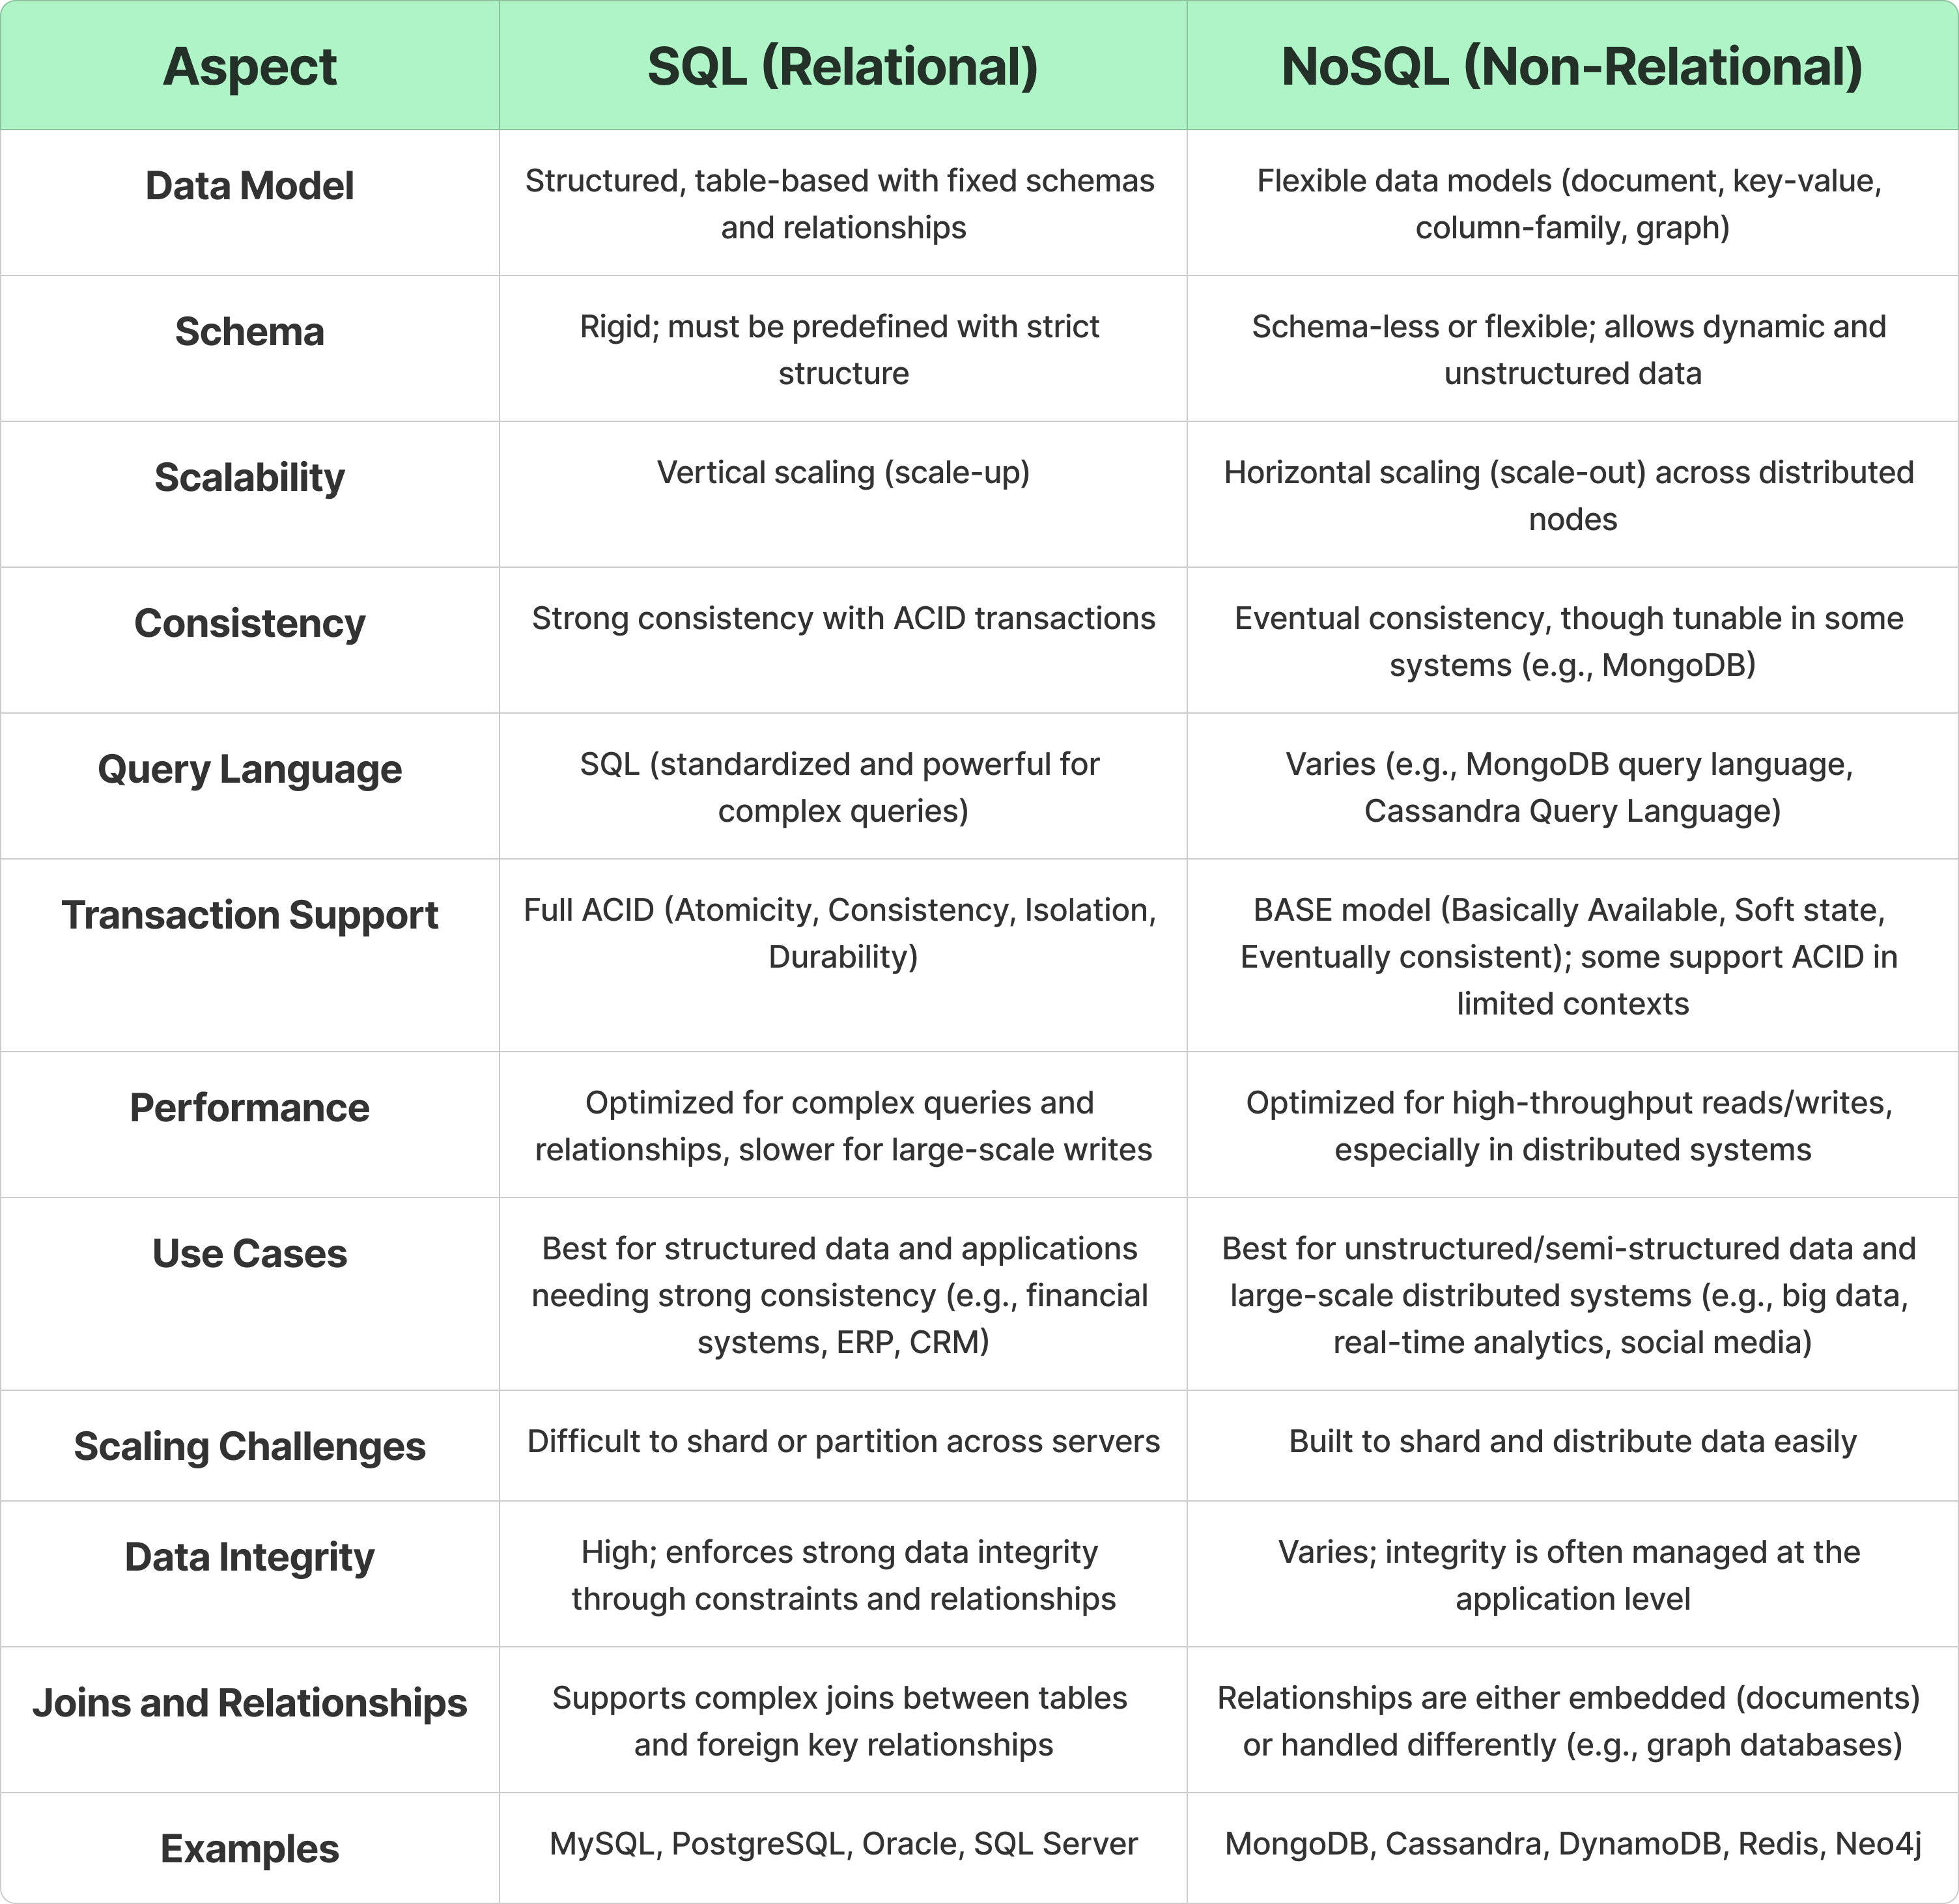 Aspect
SQL (Relational)
NoSQL (Non-Relational)
Data Model
Structured, table-based with fixed schemas
and relationships
Flexible data models (document, key-value,
column-family, graph)
Schema
Rigid; must be predefined with strict
structure
Schema-less or flexible; allows dynamic and
unstructured data
Scalability
Vertical scaling (scale-up)
Horizontal scaling (scale-out) across distributed
nodes
Consistency
Strong consistency with ACID transactions
Eventual consistency, though tunable in some
systems (e.g., MongoDB)
Query Language
SQL (standardized and powerful for
complex queries)
Varies (e.g., MongoDB query language,
Cassandra Query Language)
Transaction Support
Full ACID (Atomicity, Consistency, Isolation,
Durability)
BASE model (Basically Available, Soft state,
Eventually consistent); some support ACID in
limited contexts
Performance
Optimized for complex queries and
relationships, slower for large-scale writes
Optimized for high-throughput reads/writes,
especially in distributed systems
Use Cases
Best for structured data and applications
needing strong consistency (e.g., financial
systems, ERP, CRM)
Best for unstructured/semi-structured data and
large-scale distributed systems (e.g., big data,
real-time analytics, social media)
Scaling Challenges
Difficult to shard or partition across servers
Built to shard and distribute data easily
Data Integrity
High; enforces strong data integrity
through constraints and relationships
Varies; integrity is often managed at the
application level
Joins and Relationships
Supports complex joins between tables
and foreign key relationships
Relationships are either embedded (documents)
or handled differently (e.g., graph databases)
Examples
MySQL, PostgreSQL, Oracle, SQL Server
MongoDB, Cassandra, DynamoDB, Redis, Neo4j